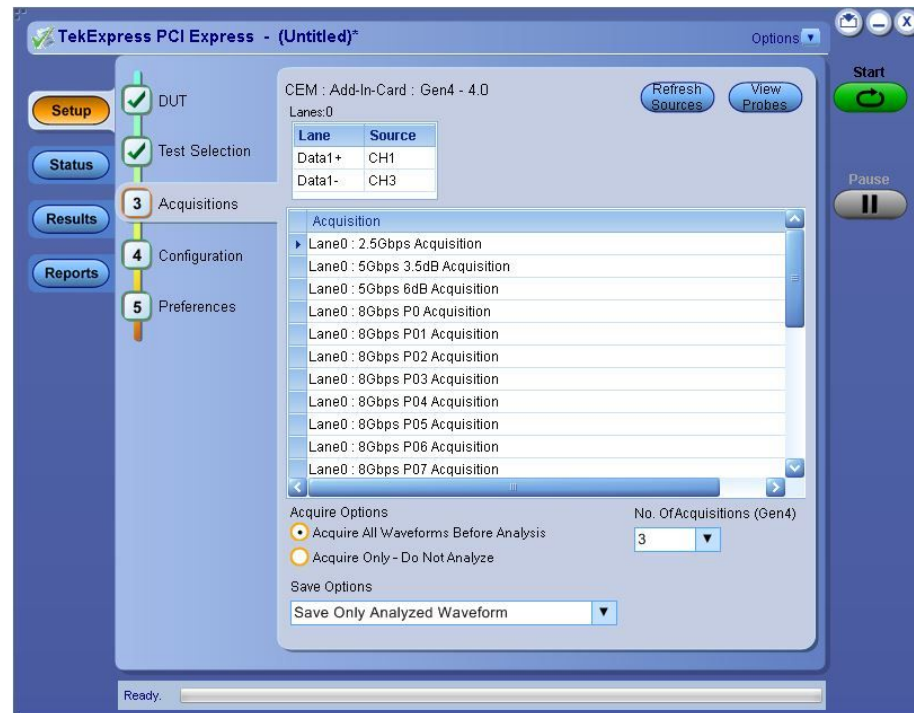 TekExpress PCI Express - (Untitled)*
Options
Start
Pause
Setup
Status
Results
Reports
DUT
Test Selection
3 Acquisitions
4 Configuration
5 Preferences
CEM : Add-In-Card : Gen4 - 4.0
Lanes:0
Refresh Sources
View Probes
Lane Source
Data1+ CH1
Data1- CH3
Acquisition
Lane0 : 2.5Gbps Acquisition
Lane0 : 5Gbps 3.5dB Acquisition
Lane0 : 5Gbps 6dB Acquisition
Lane0 : 8Gbps P0 Acquisition
Lane0 : 8Gbps P01 Acquisition
Lane0 : 8Gbps P02 Acquisition
Lane0 : 8Gbps P03 Acquisition
Lane0 : 8Gbps P04 Acquisition
Lane0 : 8Gbps P05 Acquisition
Lane0 : 8Gbps P06 Acquisition
Lane0 : 8Gbps P07 Acquisition
Acquire Options
Acquire All Waveforms Before Analysis
Acquire Only - Do Not Analyze
No. OfAcquisitions (Gen4)
3
Save Options
Save Only Analyzed Waveform
Ready.